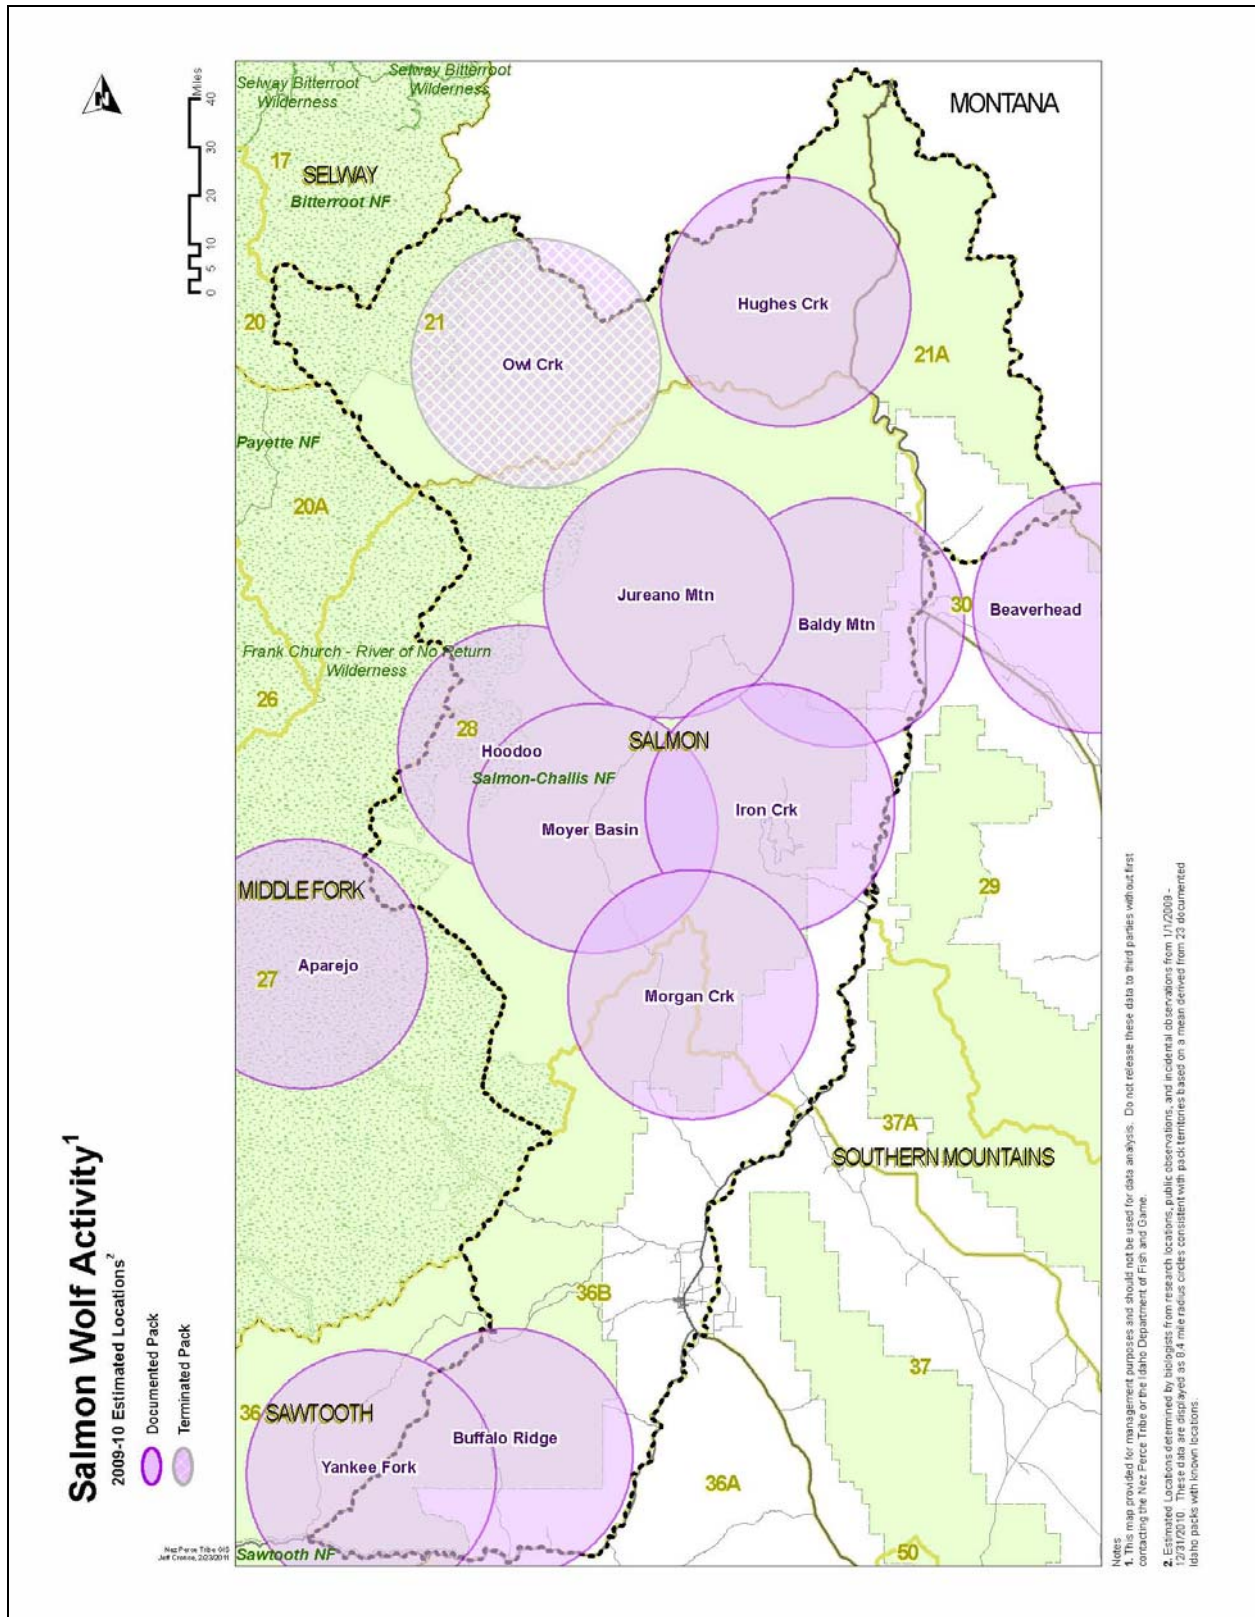 Salmon Wolf Activity1
2009-10 Estimated Locations2
Documented Pack
Terminated Pack
Nez Perce Tribe GIS
Jeff Cronce, 2/23/2011
0 5 10 20 30 40
Miles
N
Selway Bitterroot
Wilderness
Selway Bitterroot
Wilderness
MONTANA
17
SELWAY
Bitterroot NF
20
21
Hughes Crk
Owl Crk
21A
Payette NF
20A
Jureano Mtn
Baldy Mtn
30
Beaverhead
Frank Church - River of No Return
Wilderness
26
28
Hoodoo
SALMON
Salmon-Challis NF
Moyer Basin
Iron Crk
MIDDLE FORK
29
27
Aparejo
Morgan Crk
37A
SOUTHERN MOUNTAINS
36B
37
36
SAWTOOTH
Buffalo Ridge
Yankee Fork
36A
Sawtooth NF
50
Notes
1. This map provided for management purposes and should not be used for data analysis. Do not release these data to third parties without first
contacting the Nez Perce Tribe or the Idaho Department of Fish and Game.
2. Estimated Locations determined by biologists from research locations, public observations, and incidental observations from 1/1/2009 -
12/31/2010. These data are displayed as 8.4 mile radius circles consistent with pack territories based on a mean derived from 23 documented
Idaho packs with known locations.